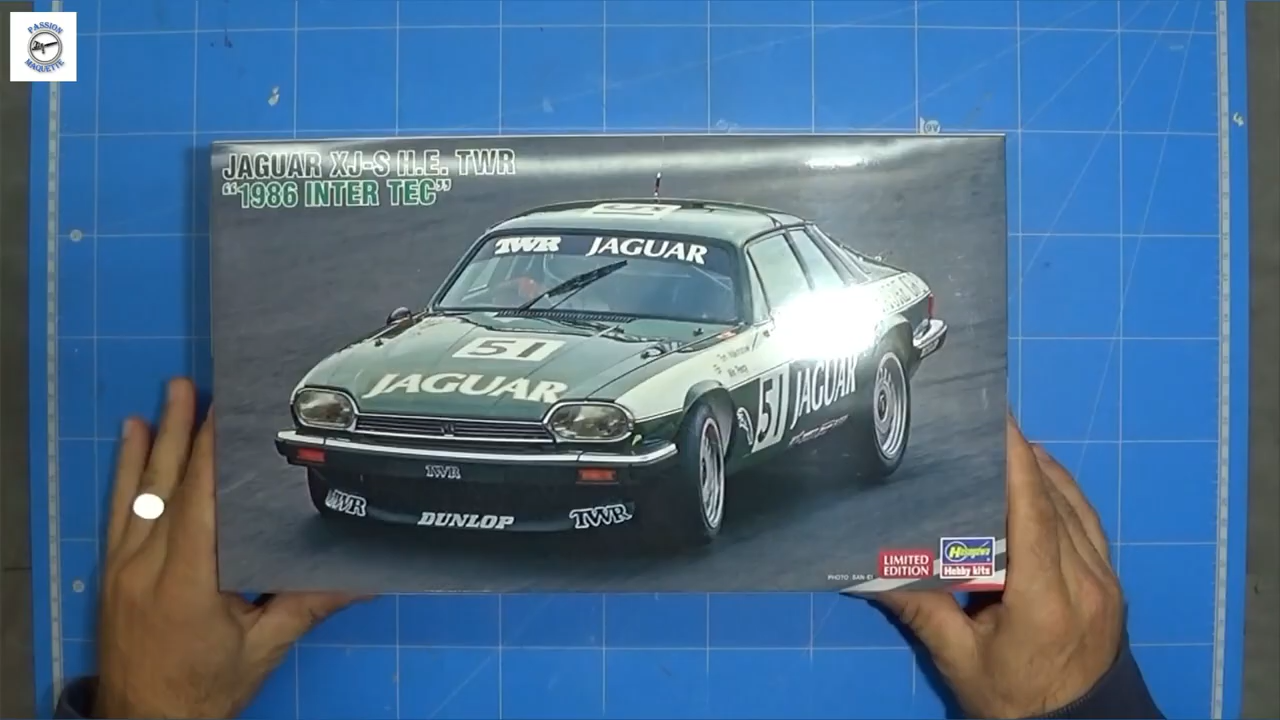 PASSION
MAQUETTE
JAGUAR XJ-S H.E. TWR
"1986 INTER TEC"
TWR JAGUAR
51
JAGUAR
51 JAGUAR
TWR
TWR
DUNLOP
TWR
LIMITED
EDITION
Hasegawa
Hobby kits
PHOTO : SAN-EI